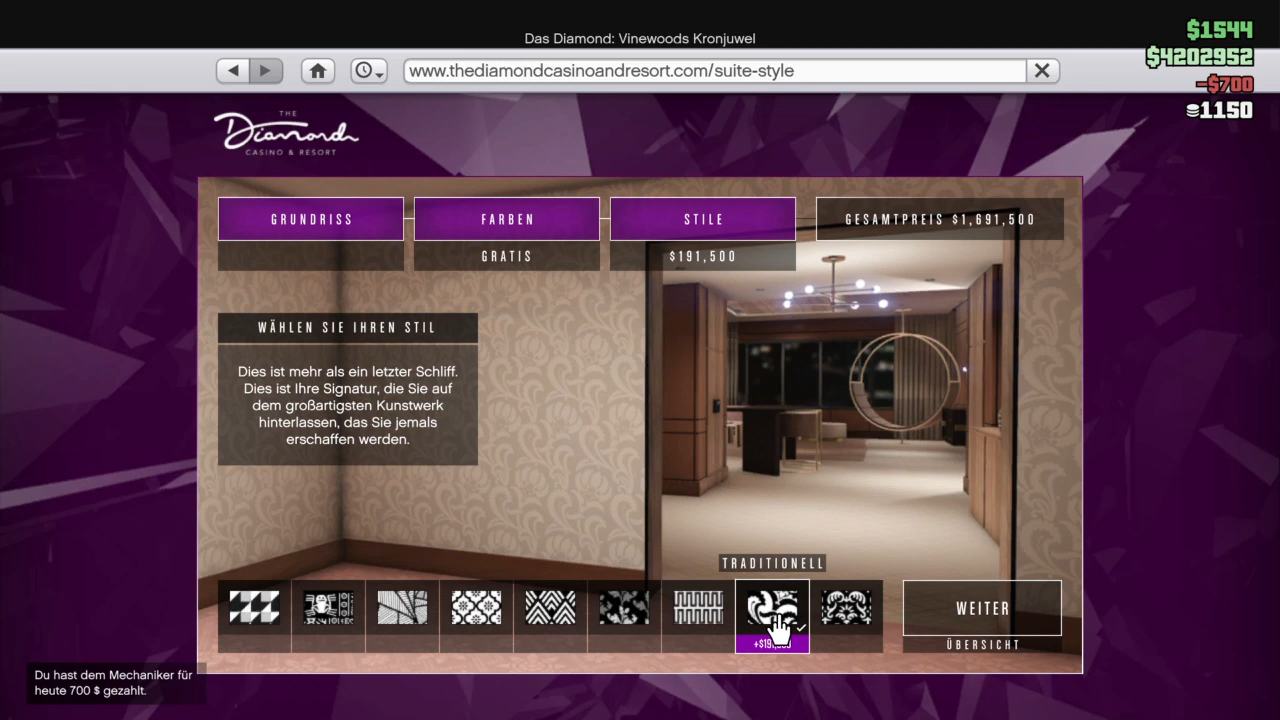 Das Diamond: Vinewoods Kronjuwel
$1544
$4202952
-$700
1150
www.thediamondcasinoandresort.com/suite-style
THE
Diamond
CASINO & RESORT
GRUNDRISS
FARBEN
STILE
GESAMTPREIS $1,691,500
GRATIS
$191,500
WÄHLEN SIE IHREN STIL
Dies ist mehr als ein letzter Schliff.
Dies ist Ihre Signatur, die Sie auf
dem großartigsten Kunstwerk
hinterlassen, das Sie jemals
erschaffen werden.
TRADITIONELL
WEITER
ÜBERSICHT
Du hast dem Mechaniker für
heute 700 $ gezahlt.